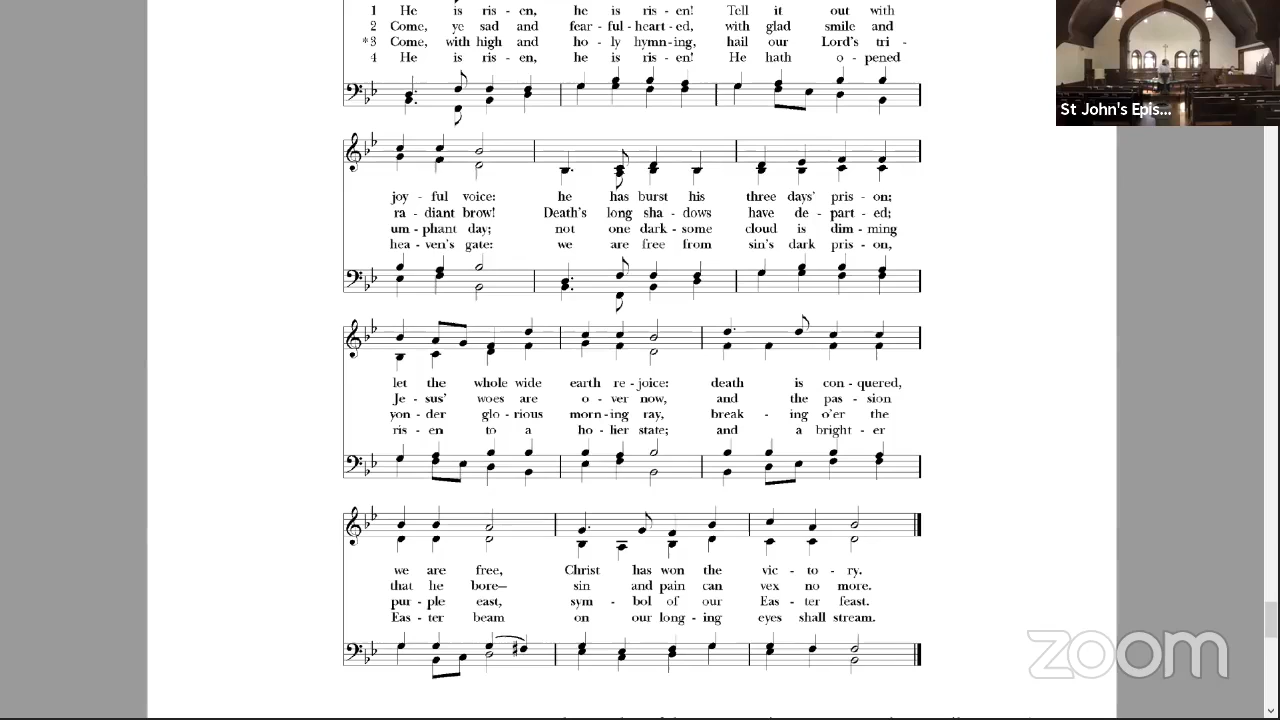 1 He is ris - en, he is ris - en! Tell it out with
2 Come, ye sad and fear - ful - heart - ed, with glad smile and
*3 Come, with high and ho - ly hymn - ing, hail our Lord's tri -
4 He is ris - en, he is ris - en! He hath o - pened
St John's Epis...
joy - ful voice: he has burst his three days' pris - on;
ra - diant brow! Death's long sha - dows have de - part - ed;
um - phant day; not one dark - some cloud is dim - ming
hea - ven's gate: we are free from sin's dark pris - on,
let the whole wide earth re - joice: death is con - quered,
Je - sus' woes are o - ver now, and the pas - sion
yon - der glo - rious morn - ing ray, break - ing o'er the
ris - en to a ho - lier state; and a bright - er
we are free, Christ has won the vic - to - ry.
that he bore— sin and pain can vex no more.
pur - ple east, sym - bol of our Eas - ter feast.
Eas - ter beam on our long - ing eyes shall stream.
zoom